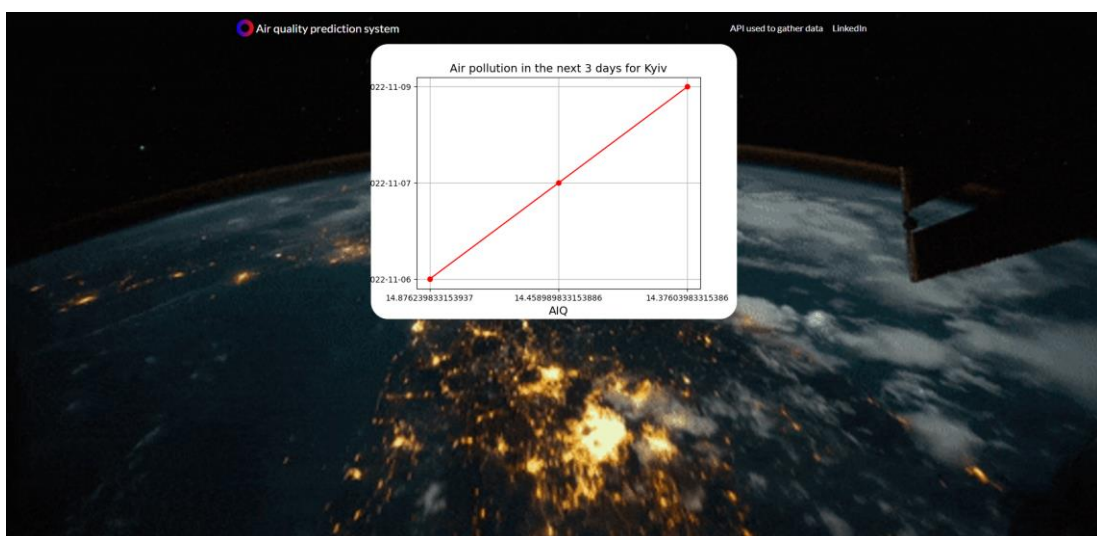 Air quality prediction system
API used to gather data LinkedIn
Air pollution in the next 3 days for Kyiv
022-11-09
022-11-07
022-11-06
14.876239833153937 14.458989833153886 14.37603983315386
AIQ